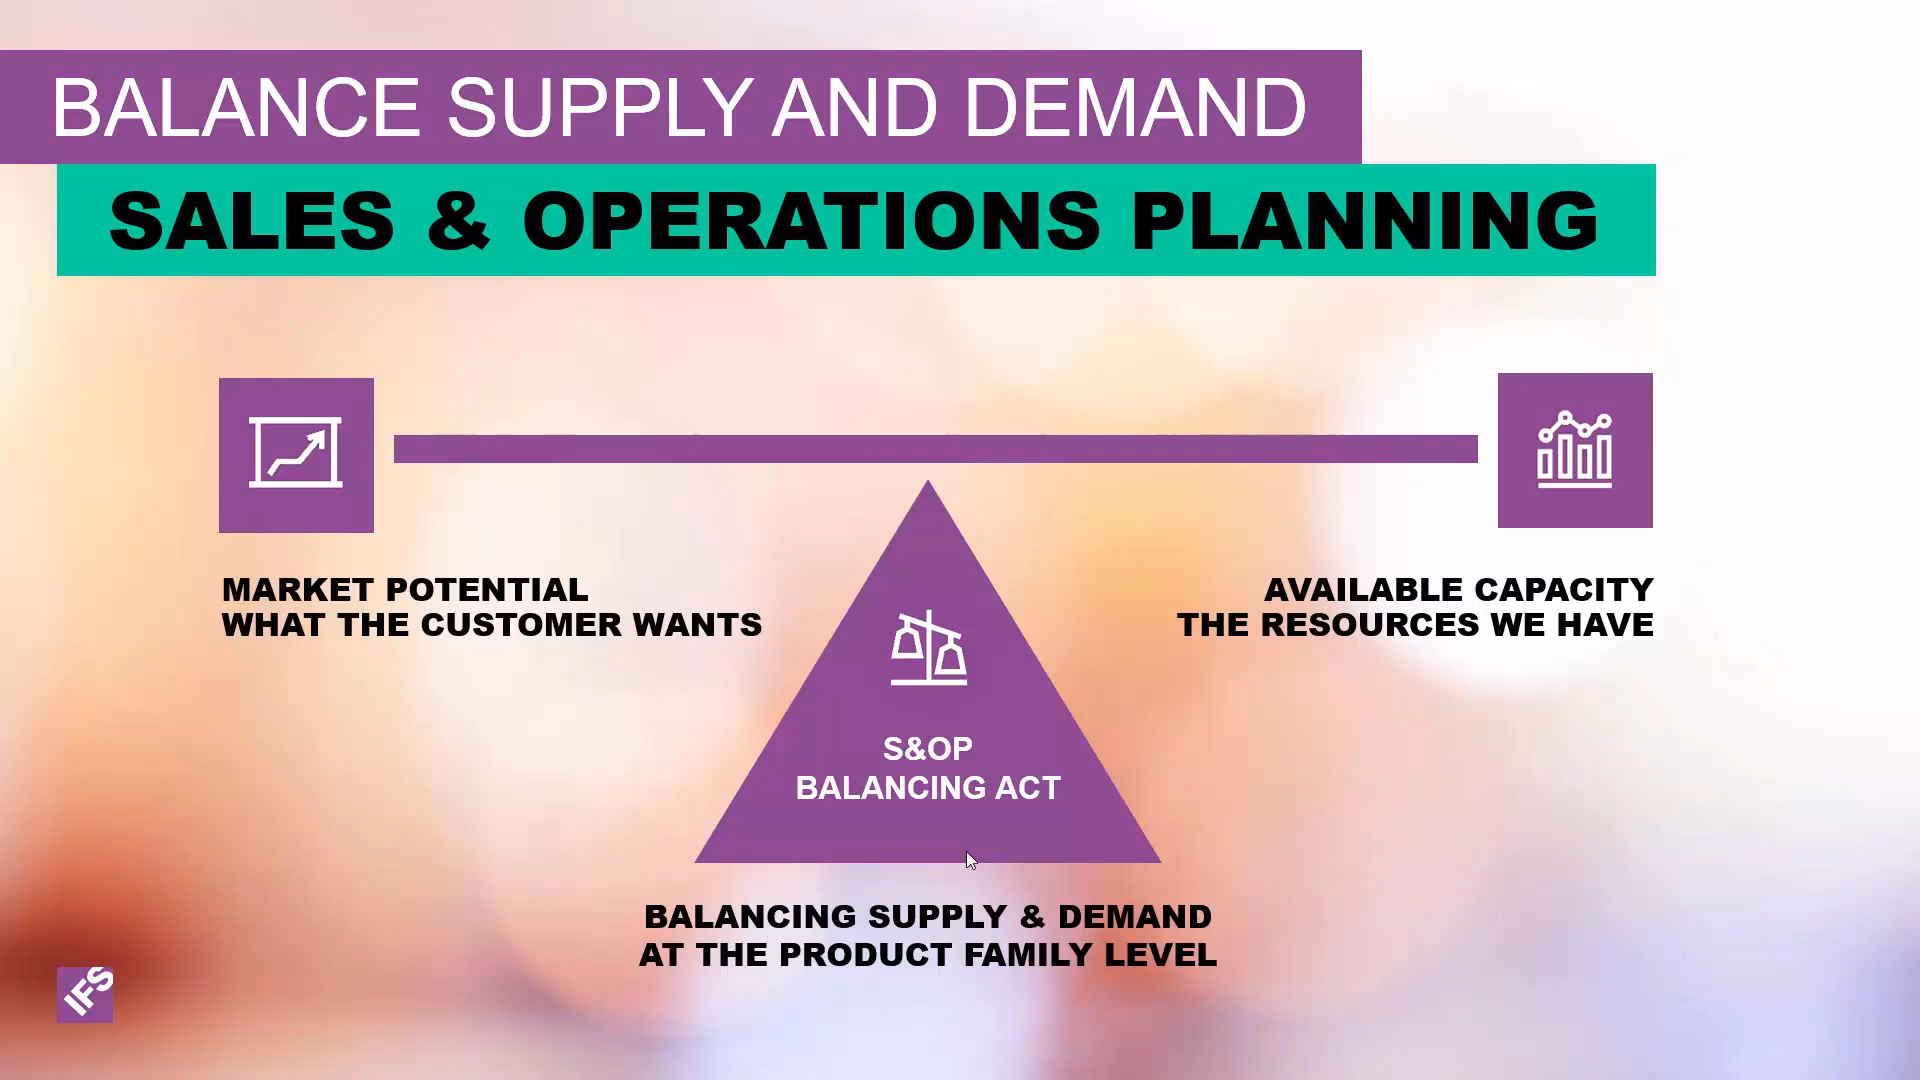 BALANCE SUPPLY AND DEMAND
SALES & OPERATIONS PLANNING
MARKET POTENTIAL
WHAT THE CUSTOMER WANTS
AVAILABLE CAPACITY
THE RESOURCES WE HAVE
S&OP
BALANCING ACT
BALANCING SUPPLY & DEMAND
AT THE PRODUCT FAMILY LEVEL
IFS